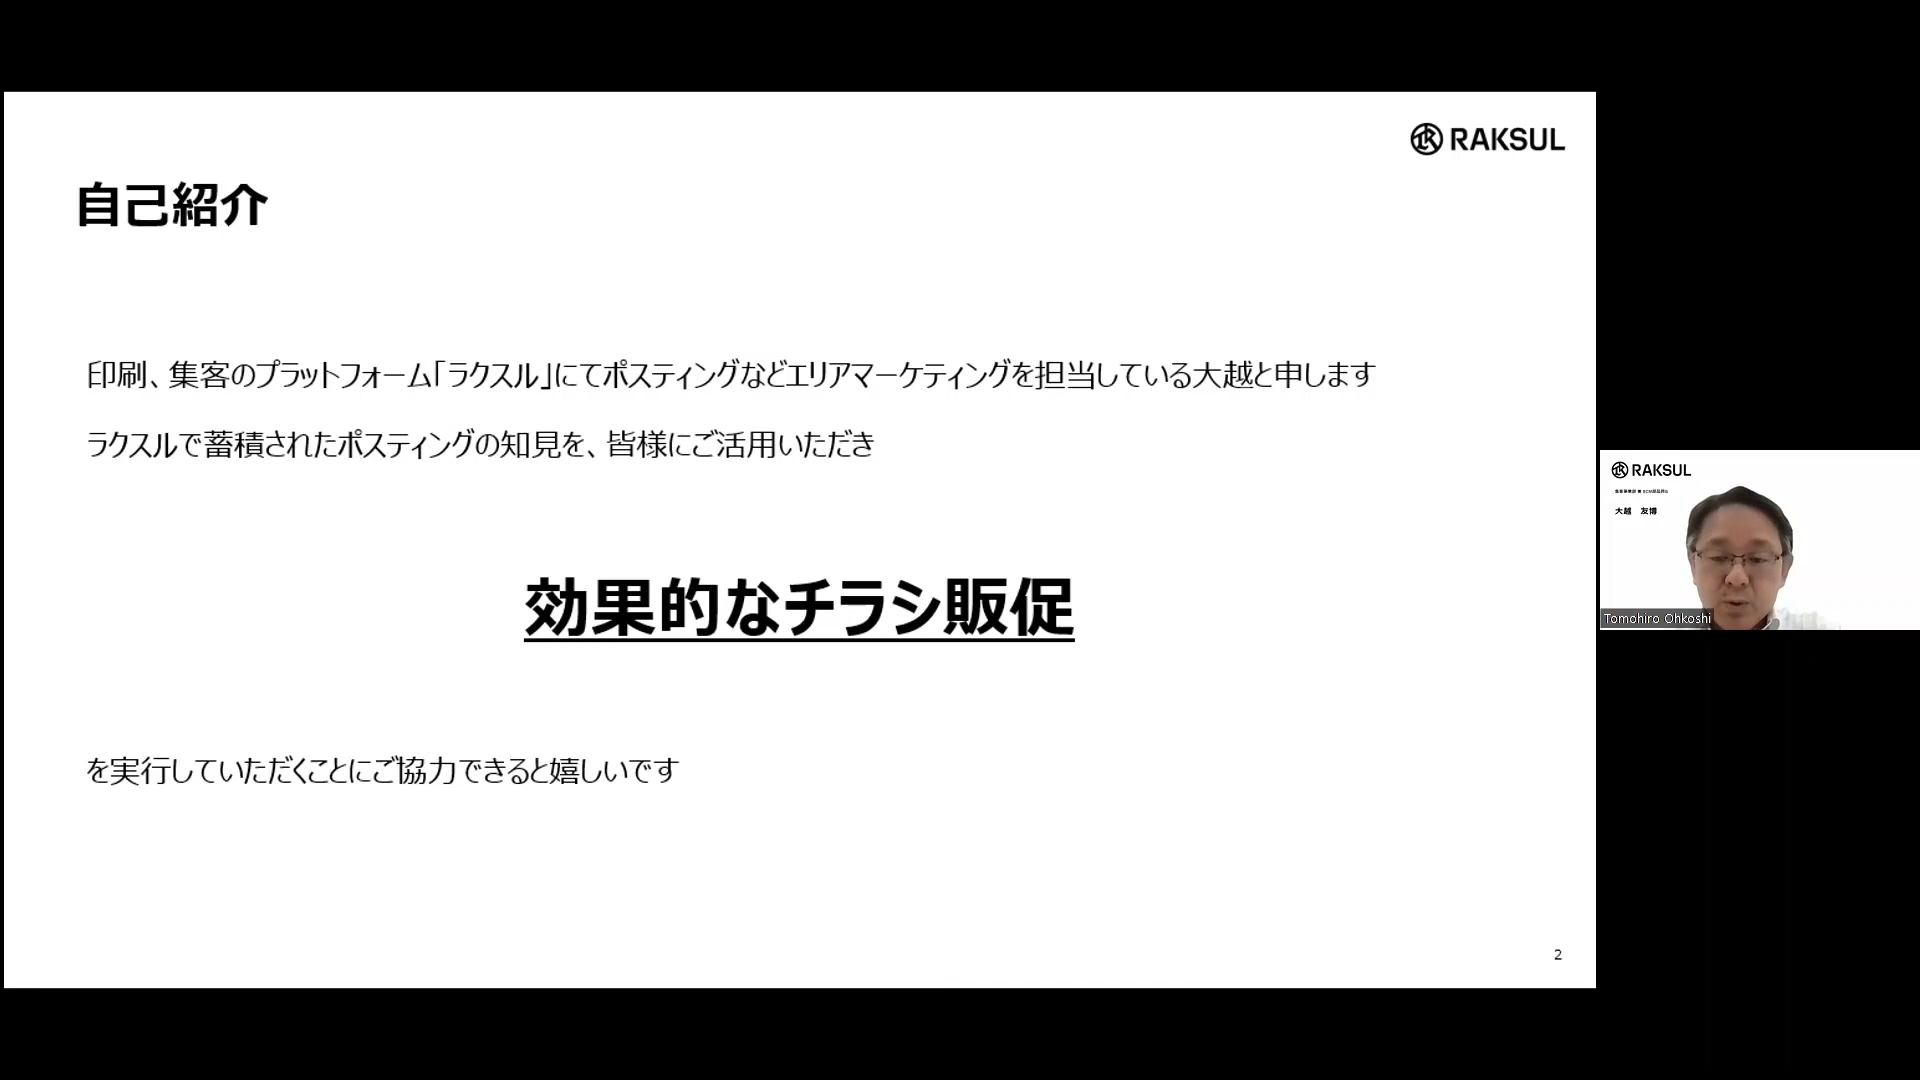 RAKSUL
自己紹介
印刷、集客のプラットフォーム「ラクスル」にてポスティングなどエリアマーケティングを担当している大越と申します
ラクスルで蓄積されたポスティングの知見を、皆様にご活用いただき
効果的なチラシ販促
を実行していただくことにご協力できると嬉しいです
2
RAKSUL
大越 友博
Tomohiro Ohkoshi